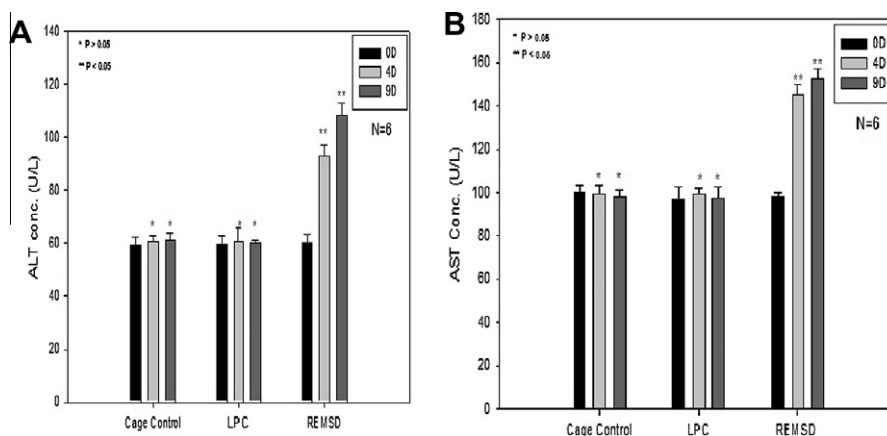 A
140
120
100
80
60
40
20
0
ALT conc. (U/L)
* P > 0.05
** P < 0.05
0D
4D
9D
N=6
* *
* *
** **
Cage Control LPC REMSD
B
180
160
140
120
100
80
60
40
20
0
AST Conc. (U/L)
* P > 0.05
** P < 0.05
0D
4D
9D
N=6
* *
* *
** **
Cage Control LPC REMSD